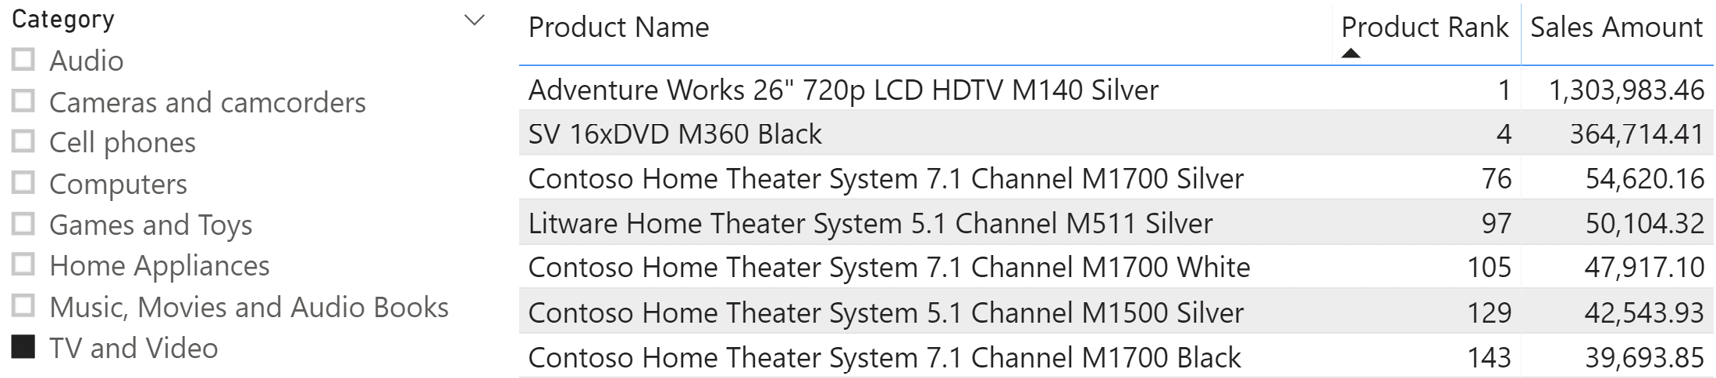 Category
Audio
Cameras and camcorders
Cell phones
Computers
Games and Toys
Home Appliances
Music, Movies and Audio Books
TV and Video
Product Name Product Rank Sales Amount
Adventure Works 26" 720p LCD HDTV M140 Silver 1 1,303,983.46
SV 16xDVD M360 Black 4 364,714.41
Contoso Home Theater System 7.1 Channel M1700 Silver 76 54,620.16
Litware Home Theater System 5.1 Channel M511 Silver 97 50,104.32
Contoso Home Theater System 7.1 Channel M1700 White 105 47,917.10
Contoso Home Theater System 5.1 Channel M1500 Silver 129 42,543.93
Contoso Home Theater System 7.1 Channel M1700 Black 143 39,693.85